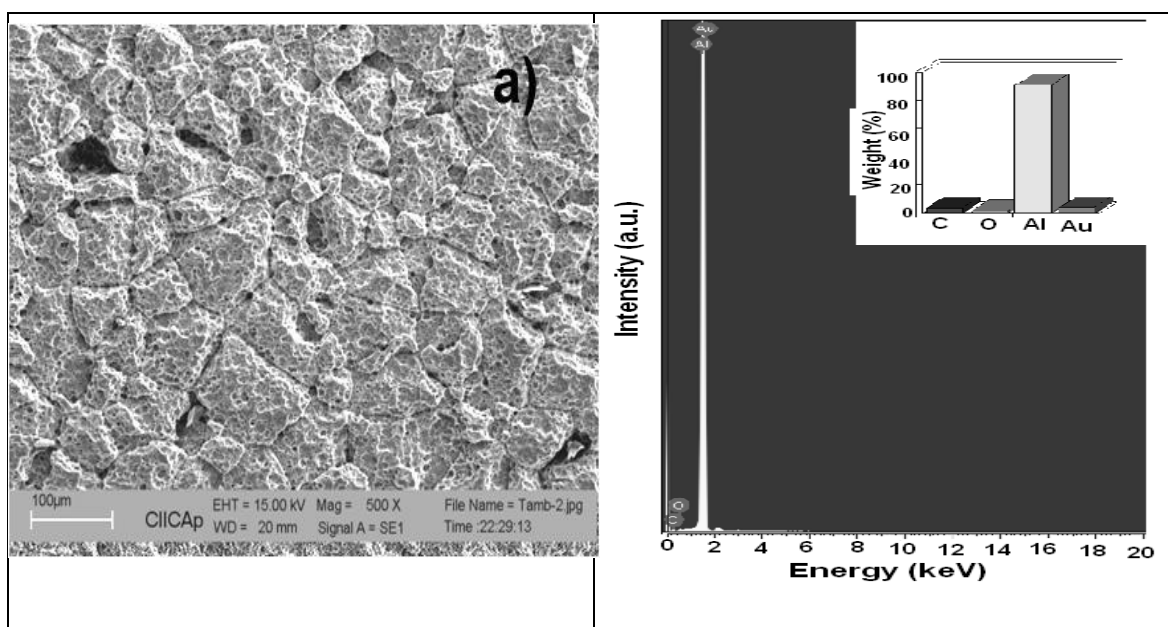 a)
100µm
CIICAp
EHT = 15.00 kV Mag = 500 X File Name = Tamb-2.jpg
WD = 20 mm Signal A = SE1 Time :22:29:13
Au
Al
100
80
60
40
20
0
Weight (%)
C O Al Au
Intensity (a.u.)
O
C
0 2 4 6 8 10 12 14 16 18 20
Energy (keV)